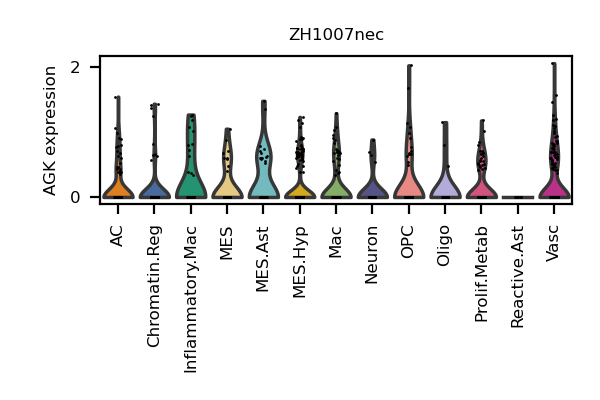 ZH1007nec
AGK expression
2
0
AC
Chromatin.Reg
Inflammatory.Mac
MES
MES.Ast
MES.Hyp
Mac
Neuron
OPC
Oligo
Prolif.Metab
Reactive.Ast
Vasc